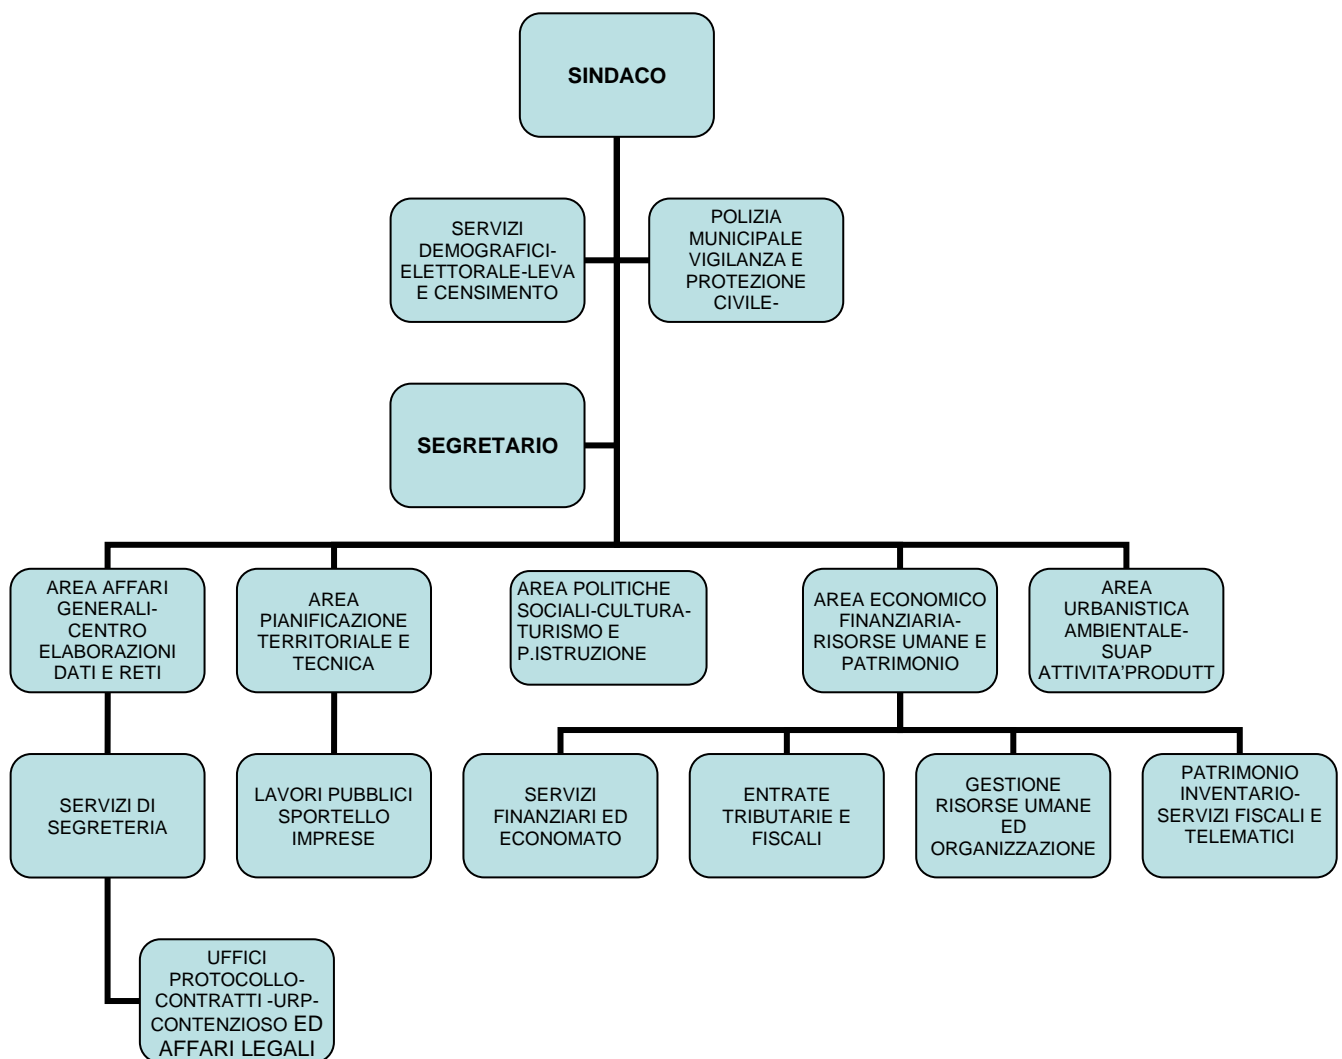 SINDACO
SERVIZI
DEMOGRAFICI-
ELETTORALE-LEVA
E CENSIMENTO
POLIZIA
MUNICIPALE
VIGILANZA E
PROTEZIONE
CIVILE-
SEGRETARIO
AREA AFFARI
GENERALI-
CENTRO
ELABORAZIONI
DATI E RETI
AREA
PIANIFICAZIONE
TERRITORIALE E
TECNICA
AREA POLITICHE
SOCIALI-CULTURA-
TURISMO E
P.ISTRUZIONE
AREA ECONOMICO
FINANZIARIA-
RISORSE UMANE E
PATRIMONIO
AREA
URBANISTICA
AMBIENTALE-
SUAP
ATTIVITA'PRODUTT
SERVIZI DI
SEGRETERIA
LAVORI PUBBLICI
SPORTELLO
IMPRESE
SERVIZI
FINANZIARI ED
ECONOMATO
ENTRATE
TRIBUTARIE E
FISCALI
GESTIONE
RISORSE UMANE
ED
ORGANIZZAZIONE
PATRIMONIO
INVENTARIO-
SERVIZI FISCALI E
TELEMATICI
UFFICI
PROTOCOLLO-
CONTRATTI -URP-
CONTENZIOSO ED
AFFARI LEGALI